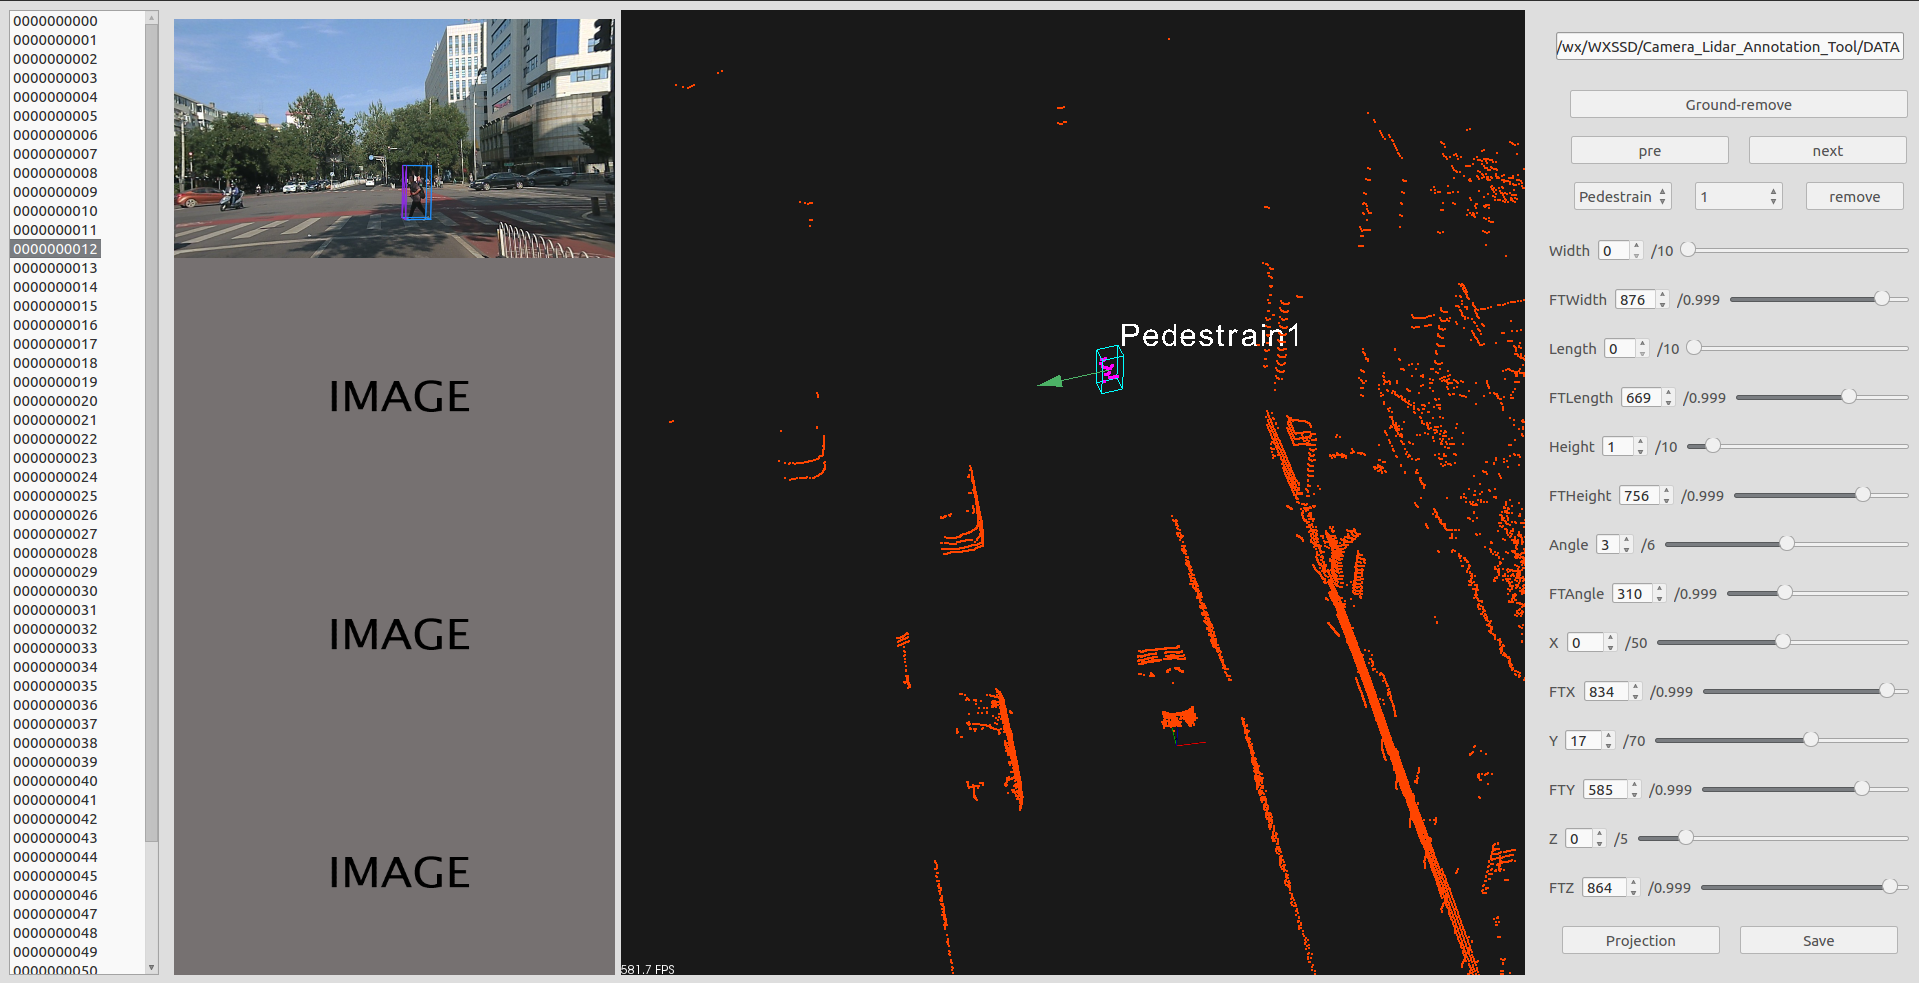 0000000000
0000000001
0000000002
0000000003
0000000004
0000000005
0000000006
0000000007
0000000008
0000000009
0000000010
0000000011
0000000012
0000000013
0000000014
0000000015
0000000016
0000000017
0000000018
0000000019
0000000020
0000000021
0000000022
0000000023
0000000024
0000000025
0000000026
0000000027
0000000028
0000000029
0000000030
0000000031
0000000032
0000000033
0000000034
0000000035
0000000036
0000000037
0000000038
0000000039
0000000040
0000000041
0000000042
0000000043
0000000044
0000000045
0000000046
0000000047
0000000048
0000000049
0000000050
IMAGE
IMAGE
IMAGE
Pedestrain1
581.7 FPS
/wx/WXSSD/Camera_Lidar_Annotation_Tool/DATA
Ground-remove
pre next
Pedestrain 1 remove
Width 0 /10
FTWidth 876 /0.999
Length 0 /10
FTLength 669 /0.999
Height 1 /10
FTHeight 756 /0.999
Angle 3 /6
FTAngle 310 /0.999
X 0 /50
FTX 834 /0.999
Y 17 /70
FTY 585 /0.999
Z 0 /5
FTZ 864 /0.999
Projection Save